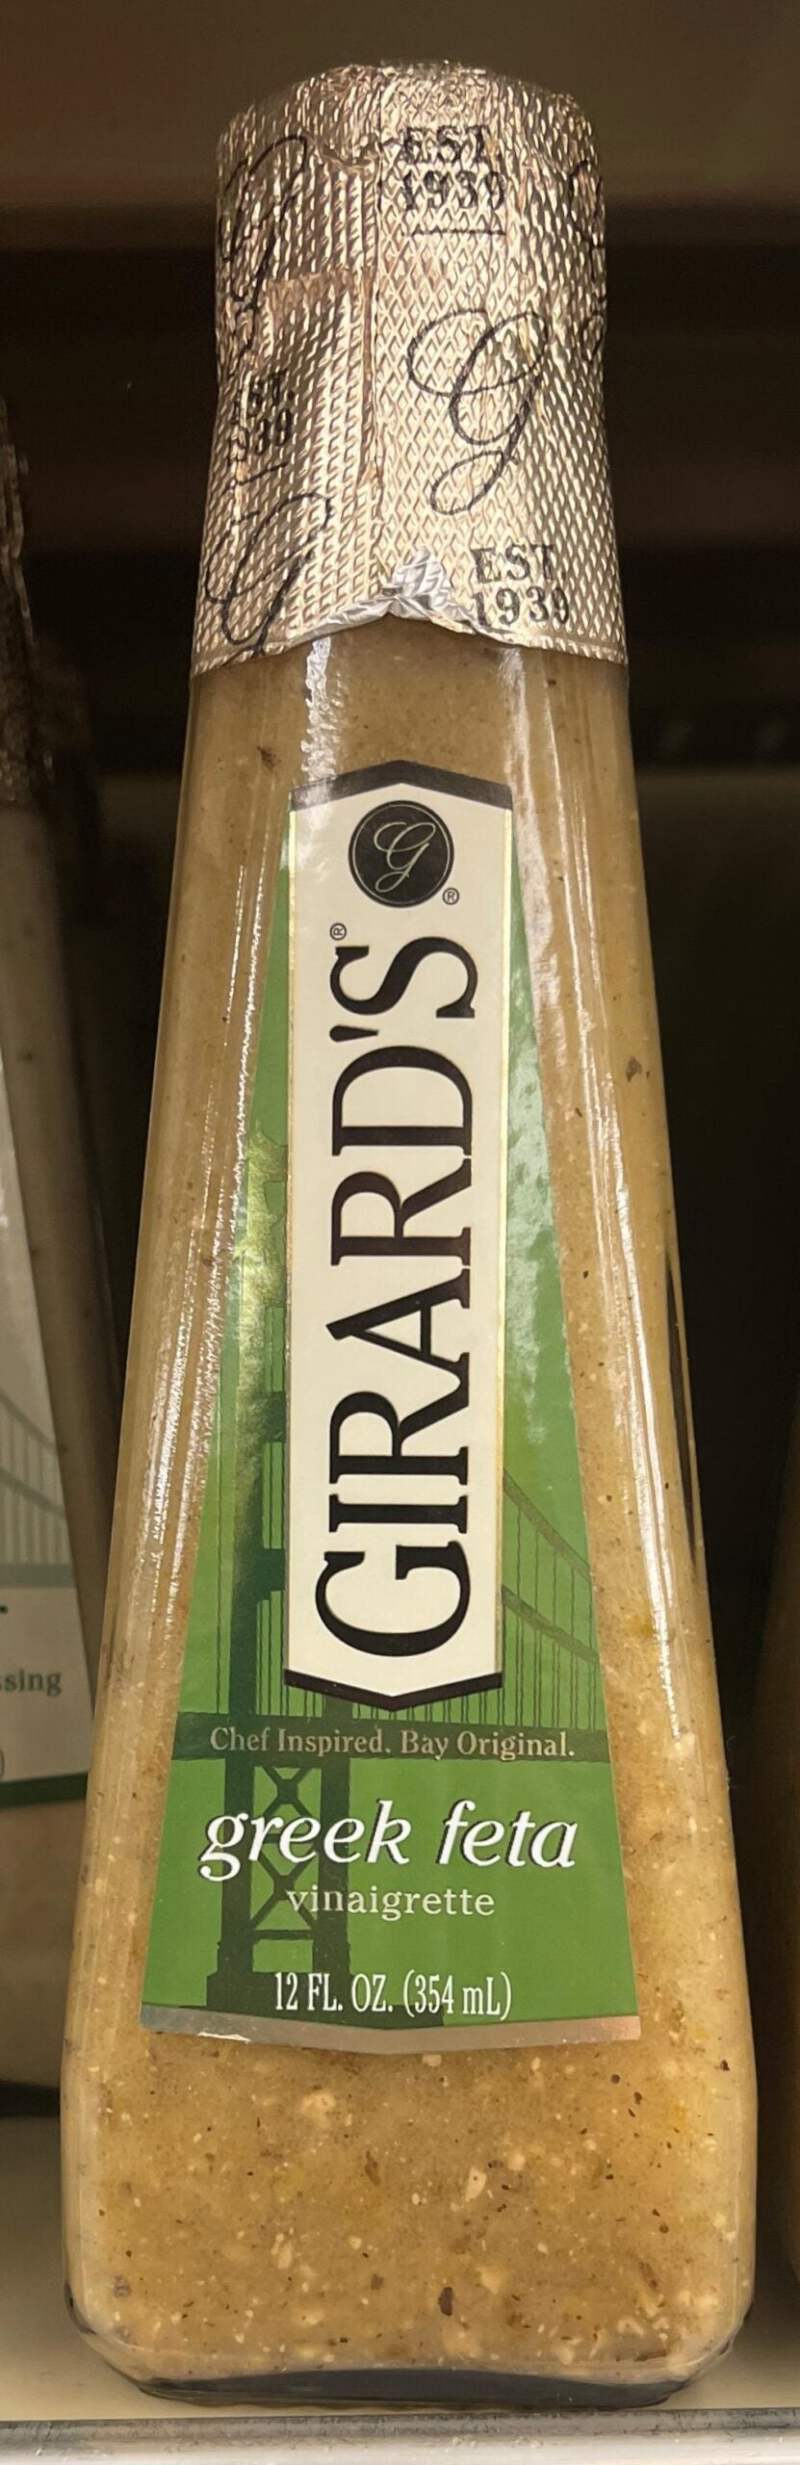 EST
1939
G
G
EST
1939
G
G
EST.
1939
G
®
GIRARD'S®
Chef Inspired. Bay Original.
greek feta
vinaigrette
12 FL. OZ. (354 mL)
ssing